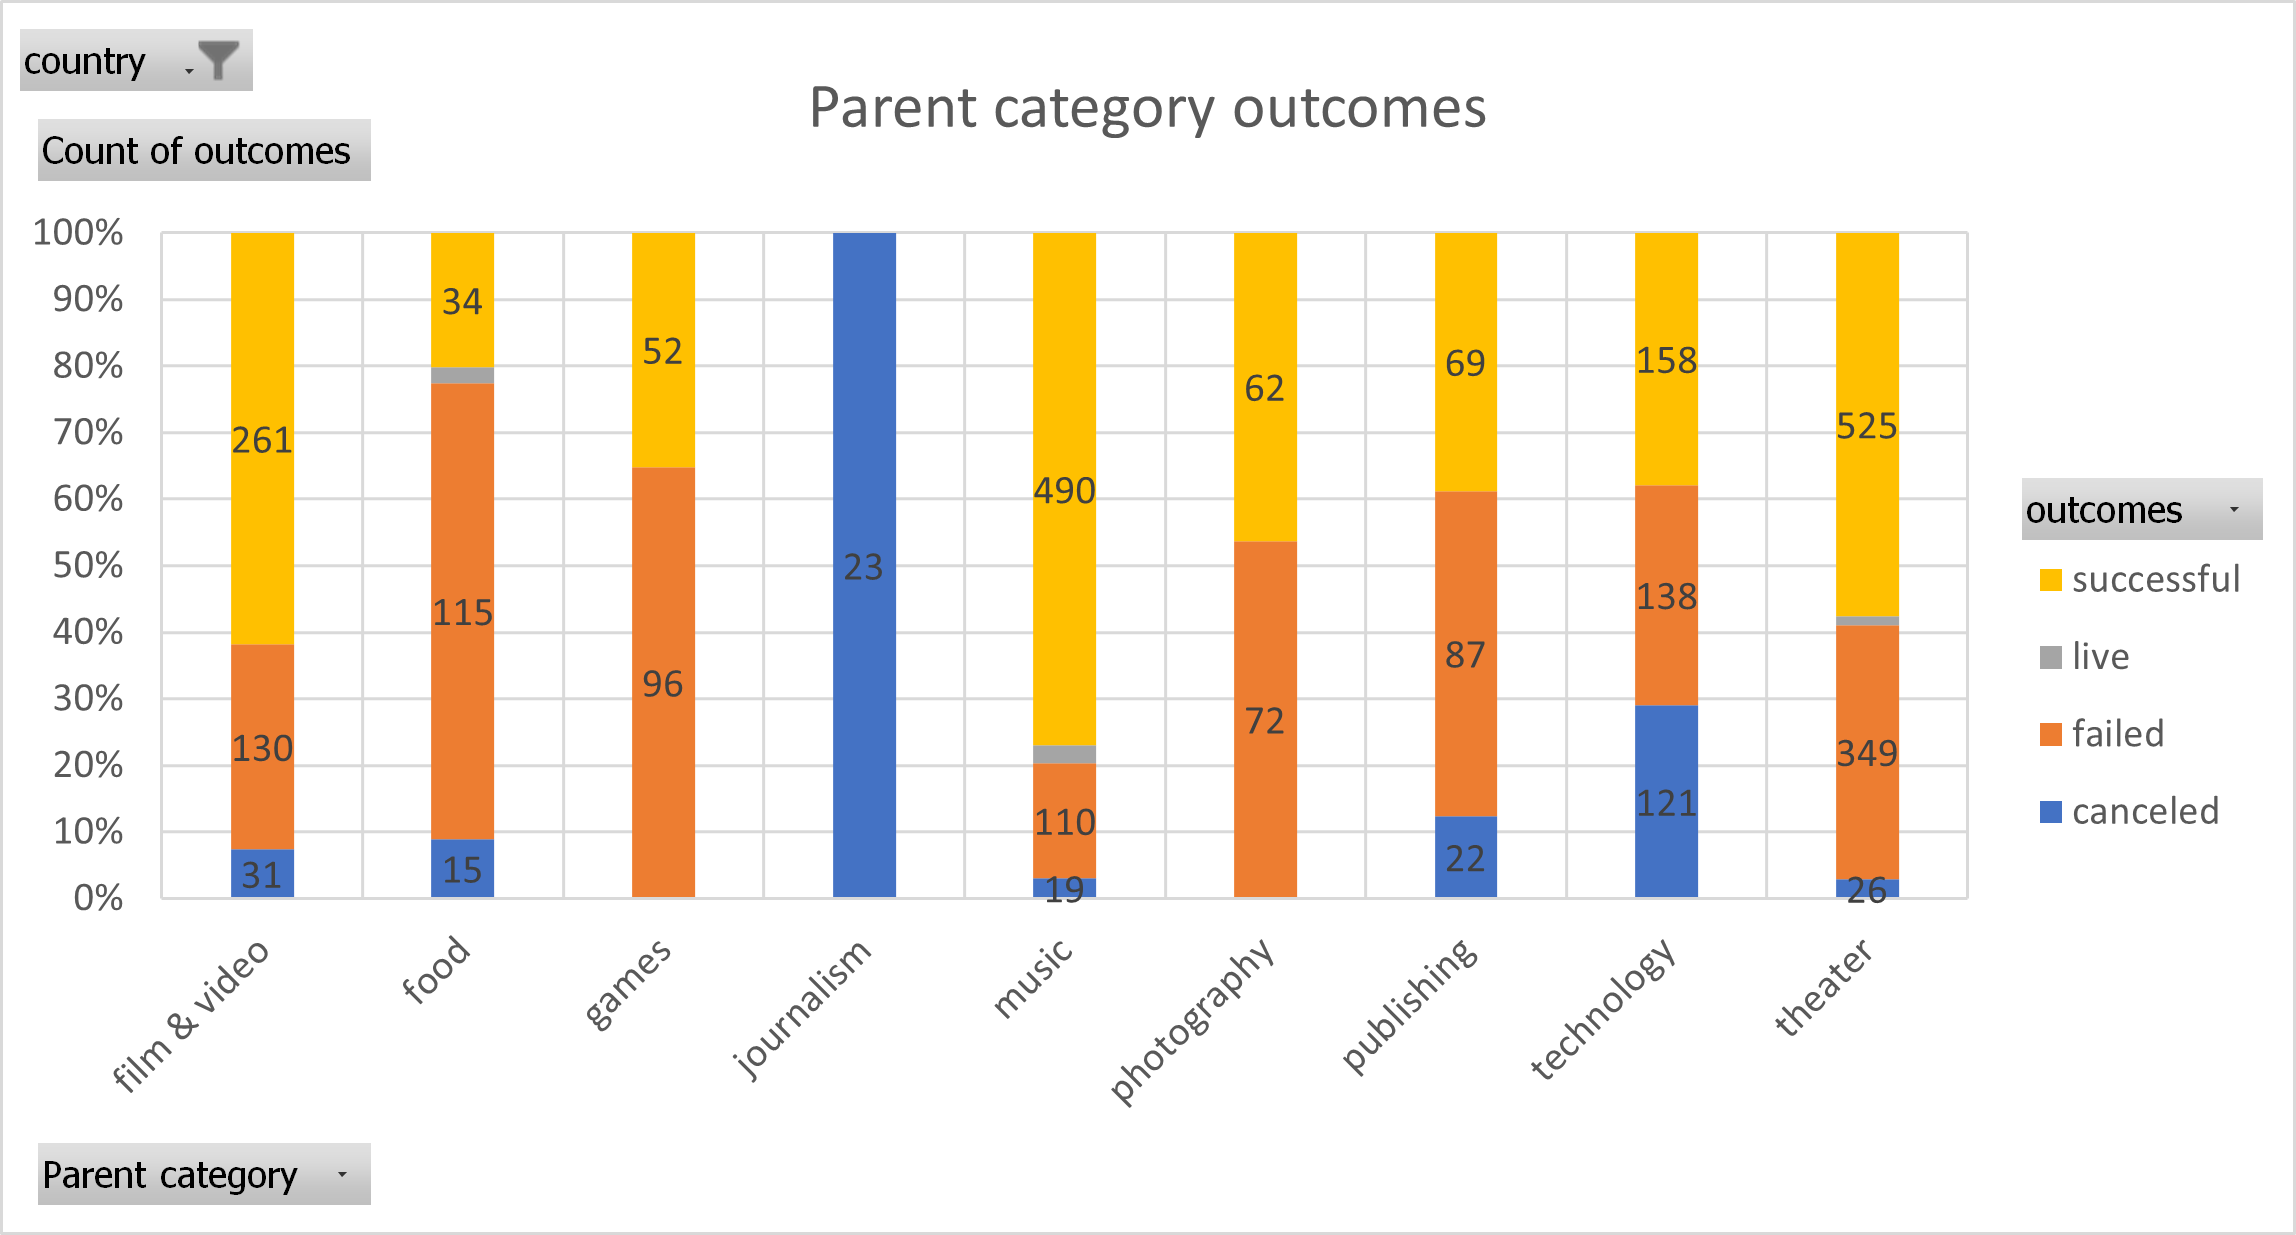 country
Parent category outcomes
Count of outcomes
100%
90%
80%
70%
60%
50%
40%
30%
20%
10%
0%
261
130
31
34
115
15
52
96
23
490
110
19
62
72
69
87
22
158
138
121
525
349
26
film & video
food
games
journalism
music
photography
publishing
technology
theater
outcomes
successful
live
failed
canceled
Parent category